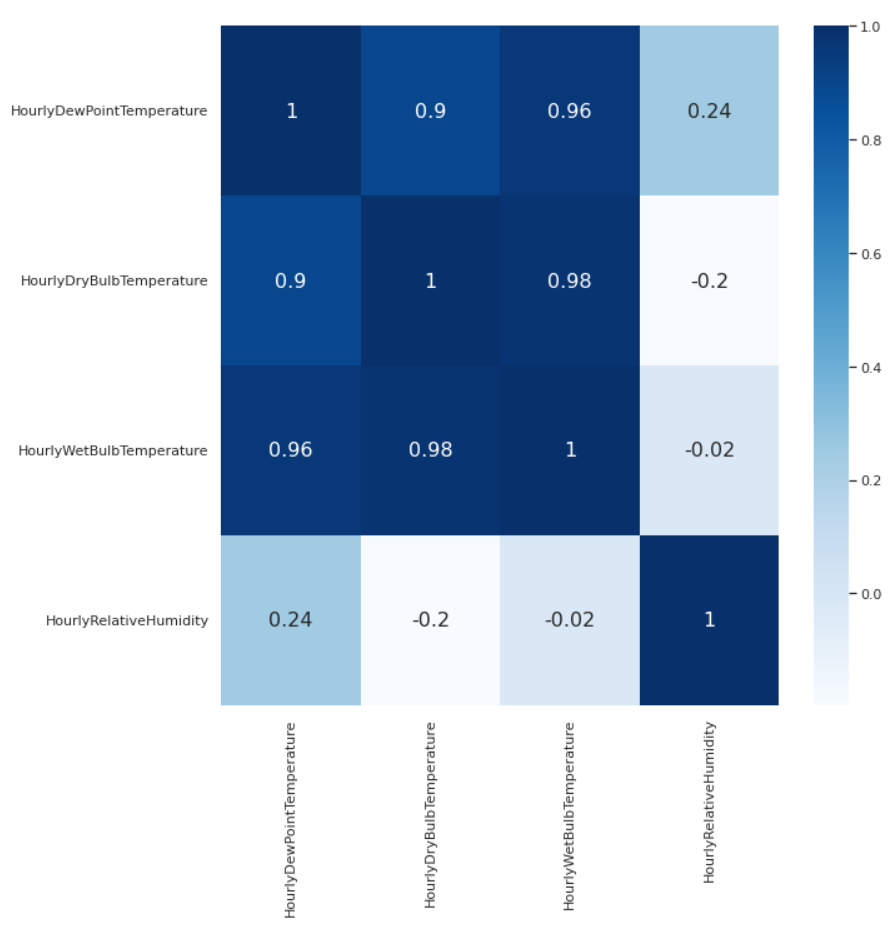 1.0
HourlyDewPointTemperature 1 0.9 0.96 0.24
0.8
0.6
HourlyDryBulbTemperature 0.9 1 0.98 -0.2
0.4
HourlyWetBulbTemperature 0.96 0.98 1 -0.02
0.2
0.0
HourlyRelativeHumidity 0.24 -0.2 -0.02 1
HourlyDewPointTemperature
HourlyDryBulbTemperature
HourlyWetBulbTemperature
HourlyRelativeHumidity